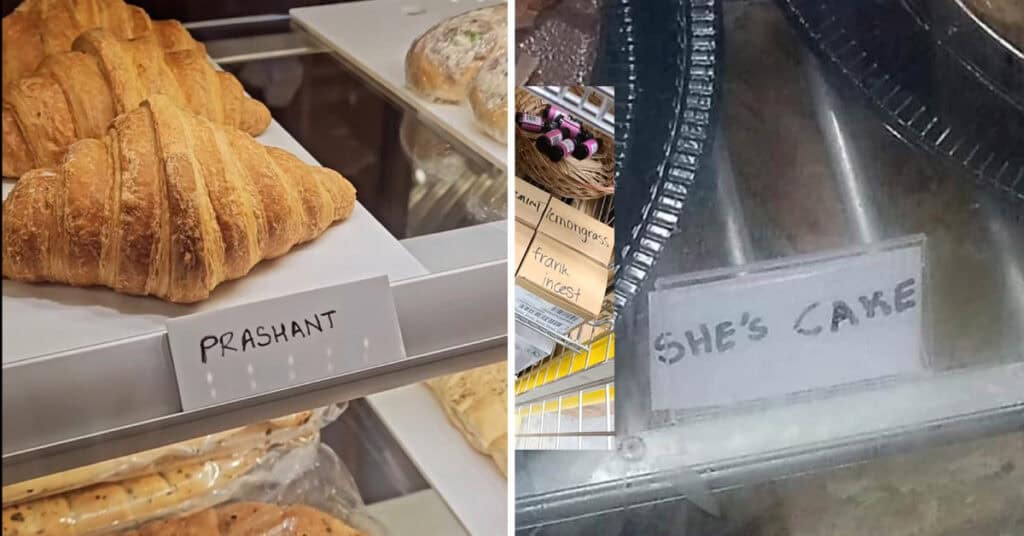 PRASHANT
lemongrass
frank
incest
SHE'S CAKE